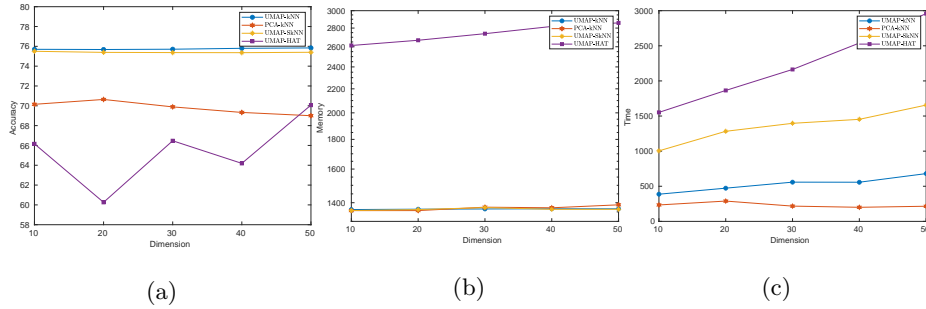 80
78
76
74
72
70
68
66
64
62
60
58
Accuracy
10 20 30 40 50
Dimension
UMAP-kNN
PCA-kNN
UMAP-SkNN
UMAP-HAT
(a)
3000
2800
2600
2400
2200
2000
1800
1600
1400
Memory
10 20 30 40 50
Dimension
UMAP-kNN
PCA-kNN
UMAP-SkNN
UMAP-HAT
(b)
3000
2500
2000
1500
1000
500
0
Time
10 20 30 40 50
Dimension
UMAP-kNN
PCA-kNN
UMAP-SkNN
UMAP-HAT
(c)